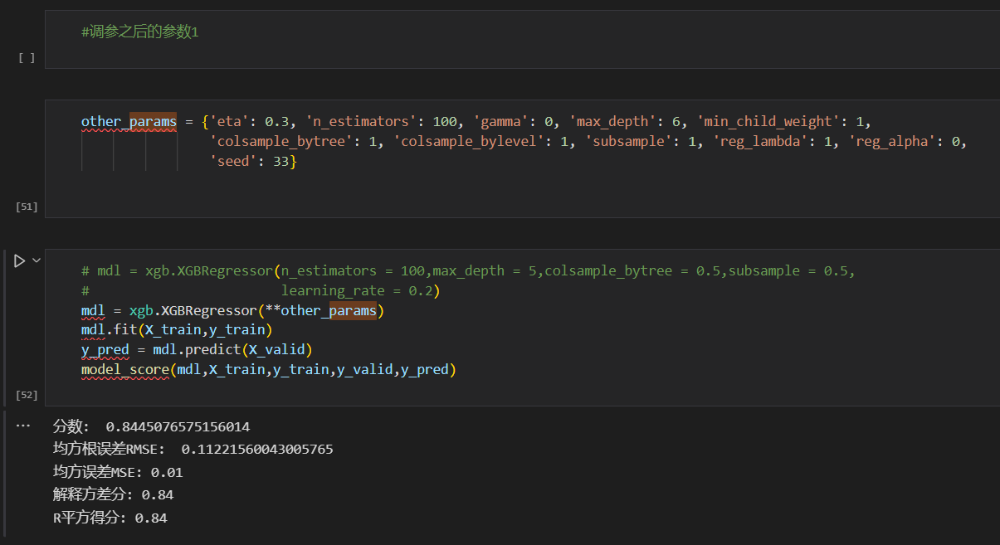 #调参之后的参数1
[ ]
other_params = {'eta': 0.3, 'n_estimators': 100, 'gamma': 0, 'max_depth': 6, 'min_child_weight': 1,
'colsample_bytree': 1, 'colsample_bylevel': 1, 'subsample': 1, 'reg_lambda': 1, 'reg_alpha': 0,
'seed': 33}
[51]
# mdl = xgb.XGBRegressor(n_estimators = 100,max_depth = 5,colsample_bytree = 0.5,subsample = 0.5,
#                        learning_rate = 0.2)
mdl = xgb.XGBRegressor(**other_params)
mdl.fit(X_train,y_train)
y_pred = mdl.predict(X_valid)
model_score(mdl,X_train,y_train,y_valid,y_pred)
[52]
分数:  0.8445076575156014
均方根误差RMSE:  0.11221560043005765
均方误差MSE: 0.01
解释方差分: 0.84
R平方得分: 0.84